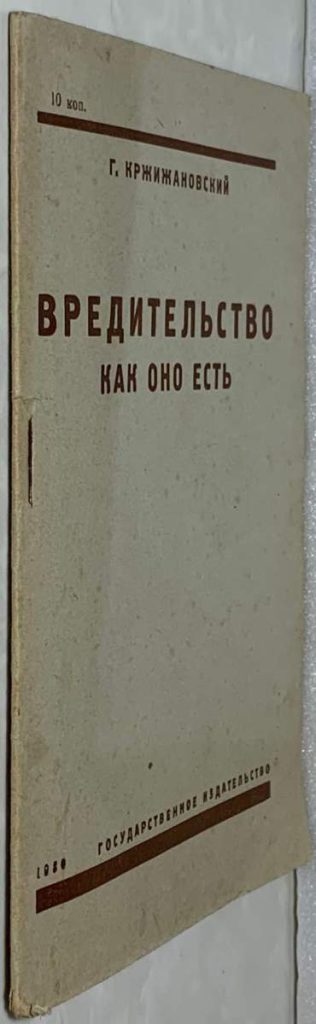 10 коп.
Г. КРЖИЖАНОВСКИЙ
ВРЕДИТЕЛЬСТВО
КАК ОНО ЕСТЬ
ГОСУДАРСТВЕННОЕ ИЗДАТЕЛЬСТВО